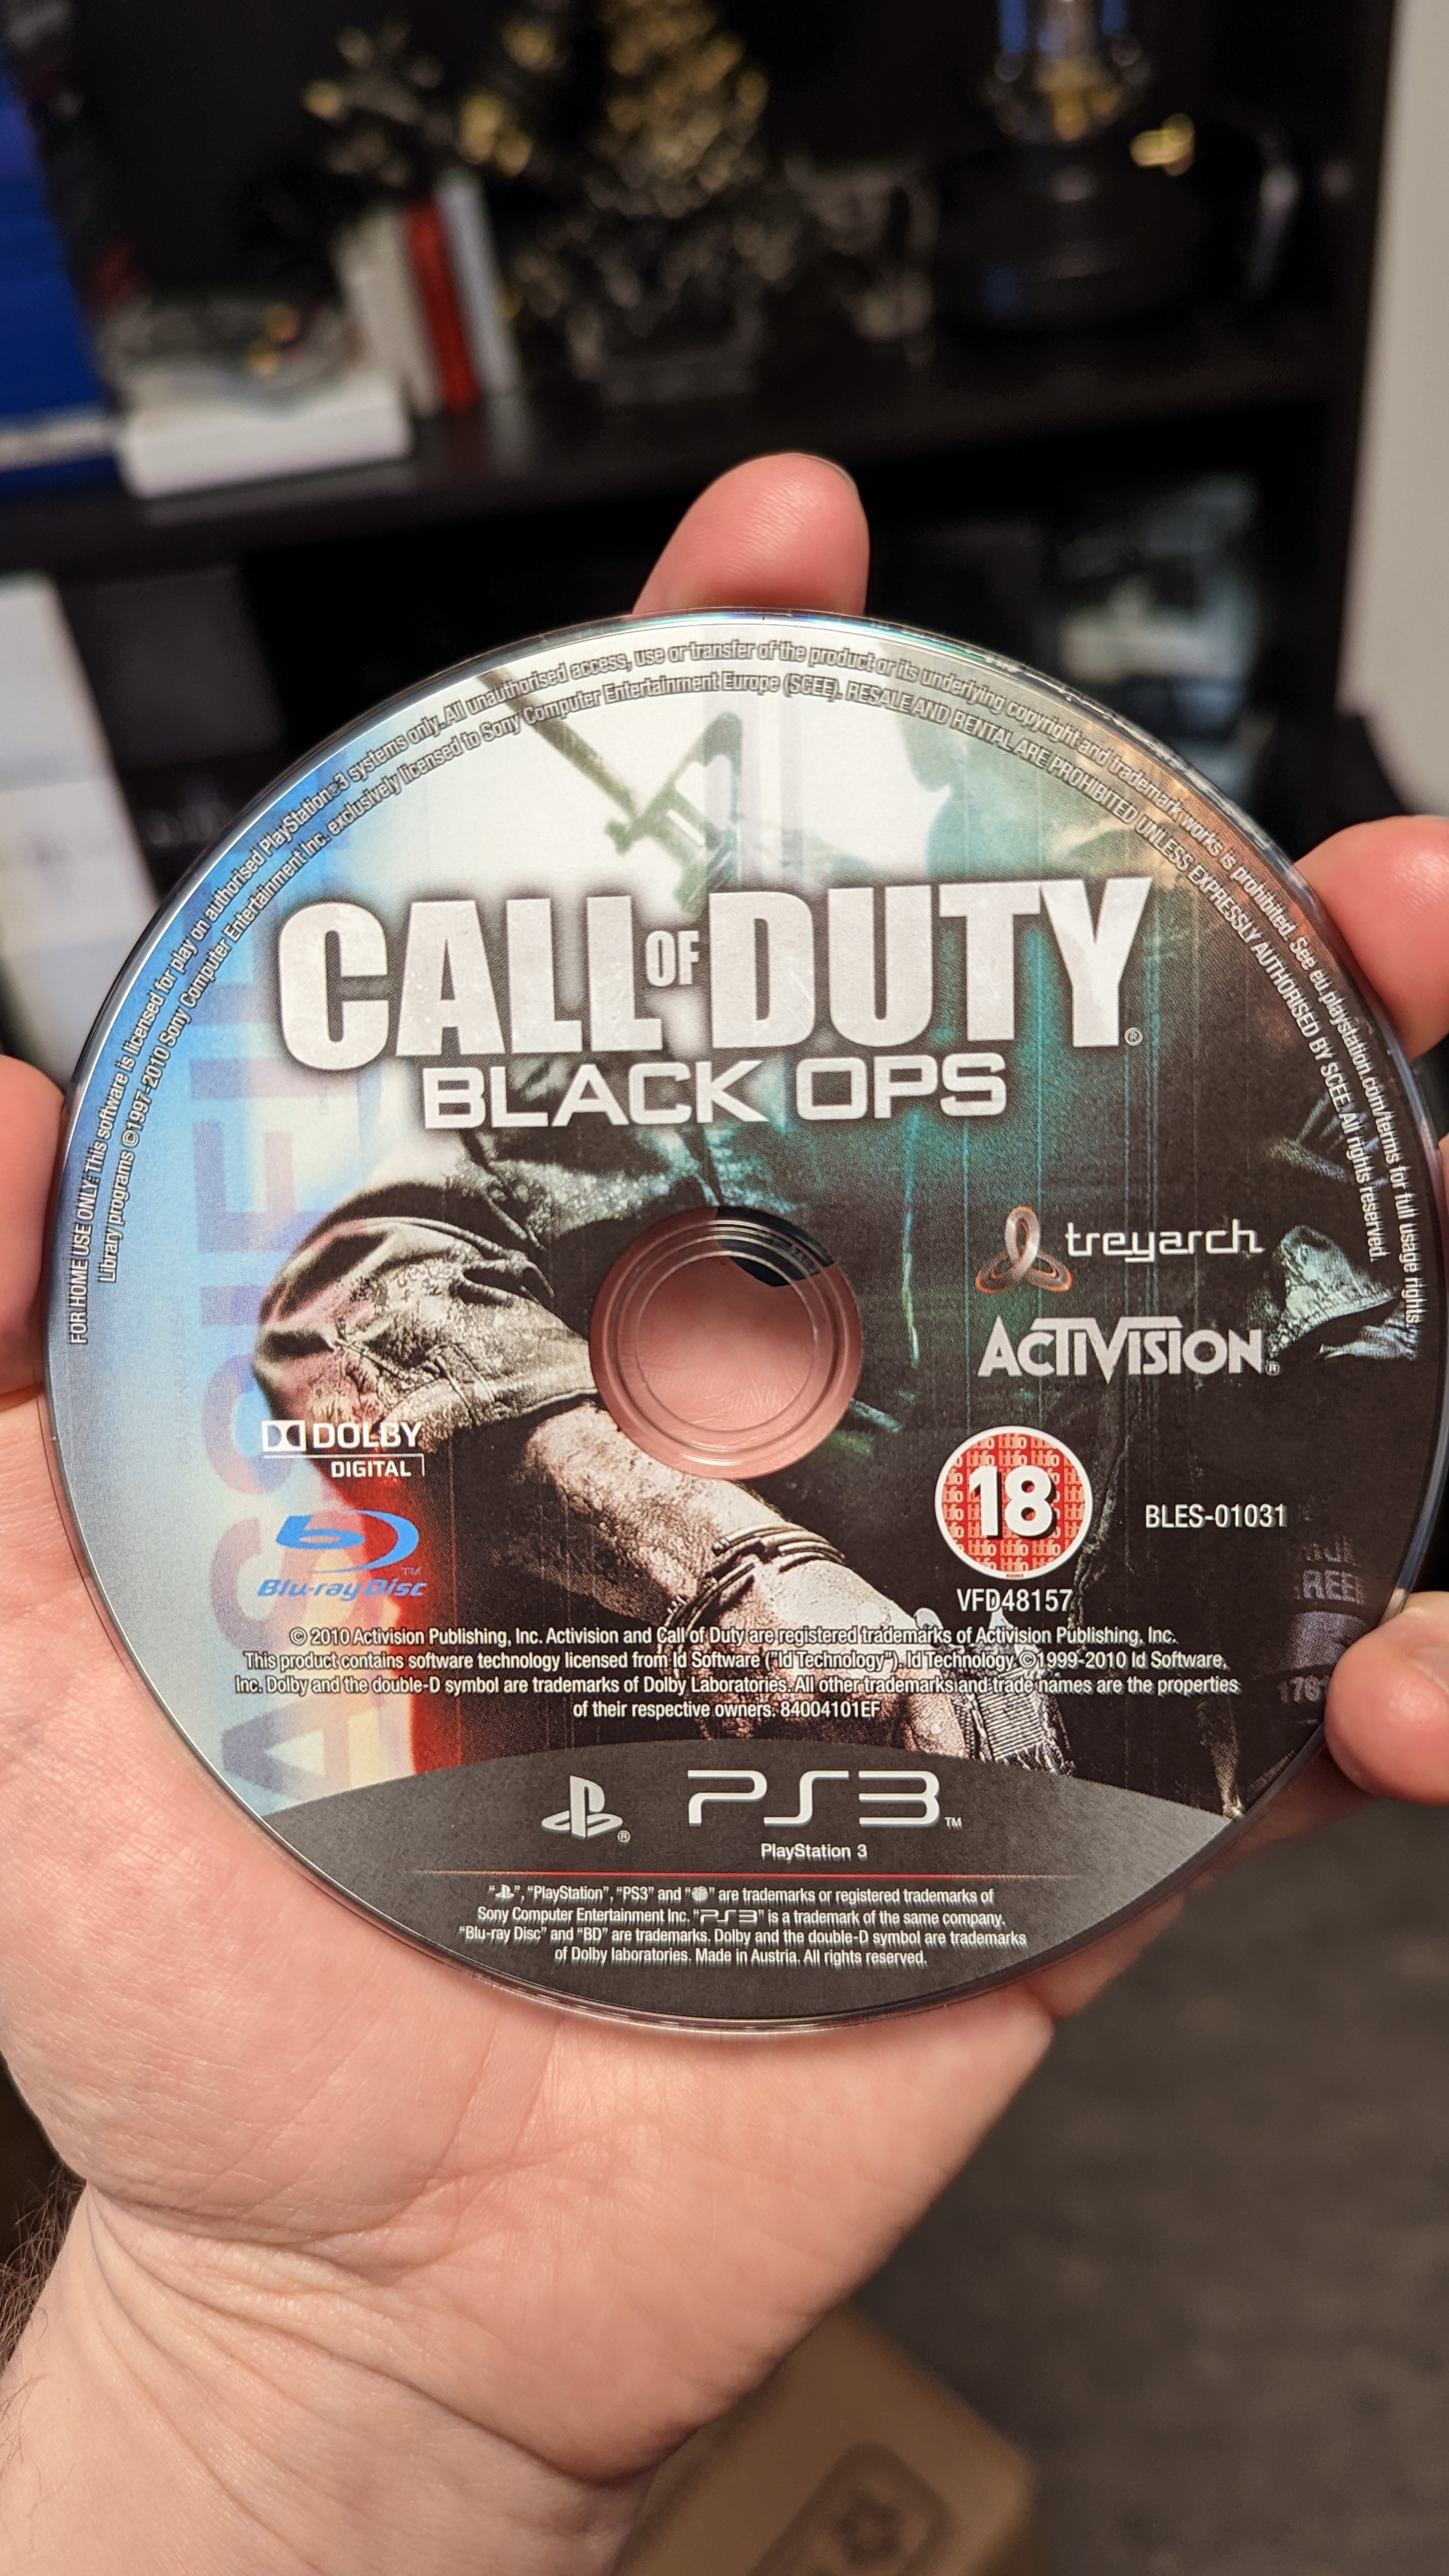 FOR HOME USE ONLY. This software is licensed for play on authorised PlayStation®3 systems only. All unauthorised access, use or transfer of the product or its underlying copyright and trademark works is prohibited. See eu.playstation.com/terms for full usage rights.
Library programs ©1997-2010 Sony Computer Entertainment Inc. exclusively licensed to Sony Computer Entertainment Europe (SCEE). RESALE AND RENTAL ARE PROHIBITED UNLESS EXPRESSLY AUTHORISED BY SCEE. All rights reserved.
CALL OF DUTY®
BLACK OPS
treyarch
ACTIVISION®
DOLBY
DIGITAL
18
BLES-01031
Blu-ray Disc™
VFD48157
© 2010 Activision Publishing, Inc. Activision and Call of Duty are registered trademarks of Activision Publishing, Inc.
This product contains software technology licensed from Id Software ("Id Technology"). Id Technology © 1999-2010 Id Software,
Inc. Dolby and the double-D symbol are trademarks of Dolby Laboratories. All other trademarks and trade names are the properties
of their respective owners. 84004101EF
PS3™
PlayStation 3
"", "PlayStation", "PS3" and "" are trademarks or registered trademarks of
Sony Computer Entertainment Inc. "PS3" is a trademark of the same company.
"Blu-ray Disc" and "BD" are trademarks. Dolby and the double-D symbol are trademarks
of Dolby laboratories. Made in Austria. All rights reserved.